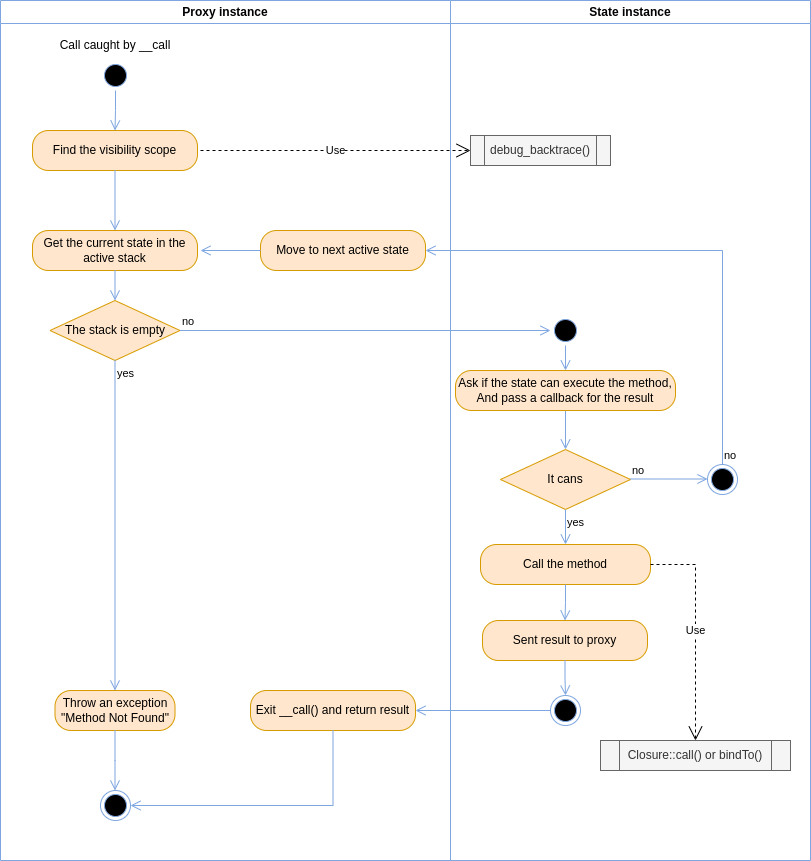 Proxy instance
State instance
Call caught by __call
Find the visibility scope
Use
debug_backtrace()
Get the current state in the
active stack
Move to next active state
The stack is empty
no
yes
Ask if the state can execute the method,
And pass a callback for the result
It cans
no
no
yes
Call the method
Use
Sent result to proxy
Throw an exception
"Method Not Found"
Exit __call() and return result
Closure::call() or bindTo()